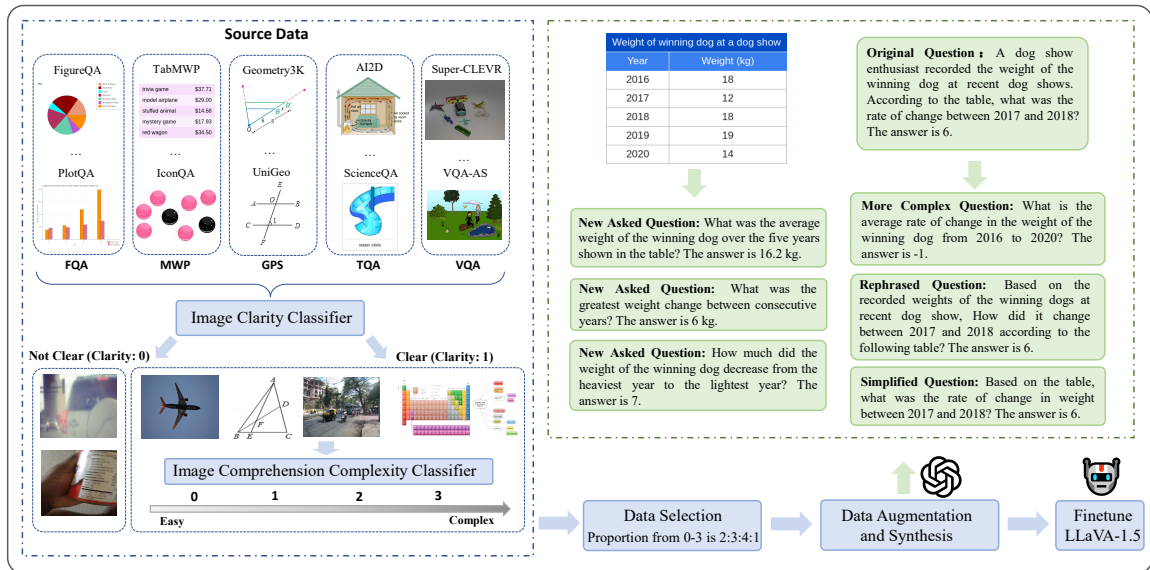 Source Data
FigureQA
TabMWP
Geometry3K
AI2D
Super-CLEVR
trivia game $37.71
model airplane $29.00
stuffed animal $14.68
mystery game $17.93
red wagon $34.50
...
...
...
...
...
PlotQA
IconQA
UniGeo
ScienceQA
VQA-AS
E
A O B
1
C D
F
water slide
FQA
MWP
GPS
TQA
VQA
Image Clarity Classifier
Not Clear (Clarity: 0)
Clear (Clarity: 1)
A
D
F
B E C
Image Comprehension Complexity Classifier
0 1 2 3
Easy Complex
Weight of winning dog at a dog show
Year Weight (kg)
2016 18
2017 12
2018 18
2019 19
2020 14
New Asked Question: What was the average
weight of the winning dog over the five years
shown in the table? The answer is 16.2 kg.
New Asked Question: What was the
greatest weight change between consecutive
years? The answer is 6 kg.
New Asked Question: How much did the
weight of the winning dog decrease from the
heaviest year to the lightest year? The
answer is 7.
Original Question： A dog show
enthusiast recorded the weight of the
winning dog at recent dog shows.
According to the table, what was the
rate of change between 2017 and 2018?
The answer is 6.
More Complex Question: What is the
average rate of change in the weight of the
winning dog from 2016 to 2020? The
answer is -1.
Rephrased Question: Based on the
recorded weights of the winning dogs at
recent dog show, How did it change
between 2017 and 2018 according to the
following table? The answer is 6.
Simplified Question: Based on the table,
what was the rate of change in weight
between 2017 and 2018? The answer is 6.
Data Selection
Proportion from 0-3 is 2:3:4:1
Data Augmentation
and Synthesis
Finetune
LLaVA-1.5